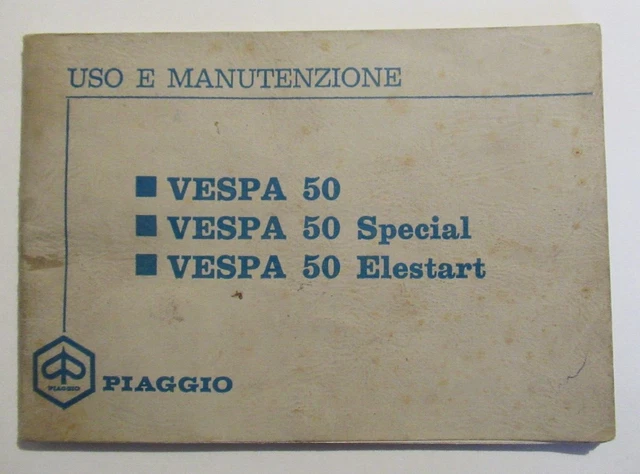 USO E MANUTENZIONE
VESPA 50
VESPA 50 Special
VESPA 50 Elestart
PIAGGIO
PIAGGIO